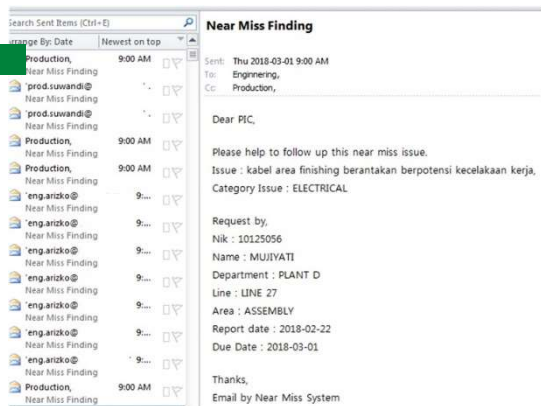 Search Sent Items (Ctrl+E)
Arrange By: Date Newest on top
Production, 9:00 AM
Near Miss Finding
'prod.suwandi@
Near Miss Finding
'prod.suwandi@
Near Miss Finding
Production, 9:00 AM
Near Miss Finding
Production, 9:00 AM
Near Miss Finding
'eng.arizko@ 9:...
Near Miss Finding
'eng.arizko@ 9:...
Near Miss Finding
'eng.arizko@ 9:...
Near Miss Finding
'eng.arizko@ 9:...
Near Miss Finding
'eng.arizko@ 9:...
Near Miss Finding
'eng.arizko@ 9:...
Near Miss Finding
'eng.arizko@ 9:...
Near Miss Finding
Production, 9:00 AM
Near Miss Finding
Near Miss Finding
Sent: Thu 2018-03-01 9:00 AM
To: Enginnering,
Cc: Production,
Dear PIC,
Please help to follow up this near miss issue.
Issue : kabel area finishing berantakan berpotensi kecelakaan kerja,
Category Issue : ELECTRICAL
Request by,
Nik : 10125056
Name : MUJIYATI
Department : PLANT D
Line : LINE 27
Area : ASSEMBLY
Report date : 2018-02-22
Due Date : 2018-03-01
Thanks,
Email by Near Miss System